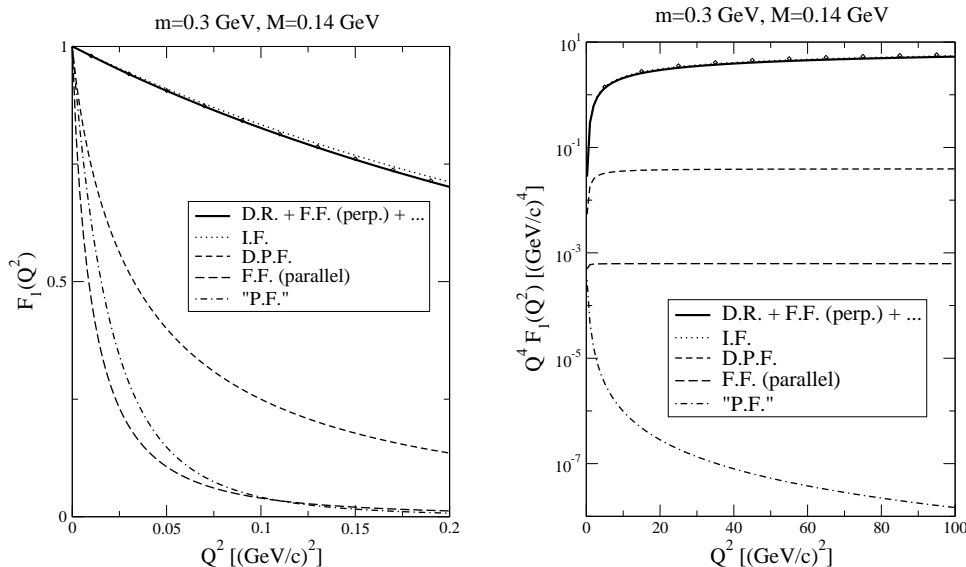 m=0.3 GeV, M=0.14 GeV
1
0.5
0
F₁(Q²)
D.R. + F.F. (perp.) + ...
I.F.
D.P.F.
F.F. (parallel)
"P.F."
0 0.05 0.1 0.15 0.2
Q² [(GeV/c)²]
m=0.3 GeV, M=0.14 GeV
10¹
10⁻¹
10⁻³
10⁻⁵
10⁻⁷
Q⁴ F₁(Q²) [(GeV/c)⁴]
D.R. + F.F. (perp.) + ...
I.F.
D.P.F.
F.F. (parallel)
"P.F."
0 20 40 60 80 100
Q² [(GeV/c)²]